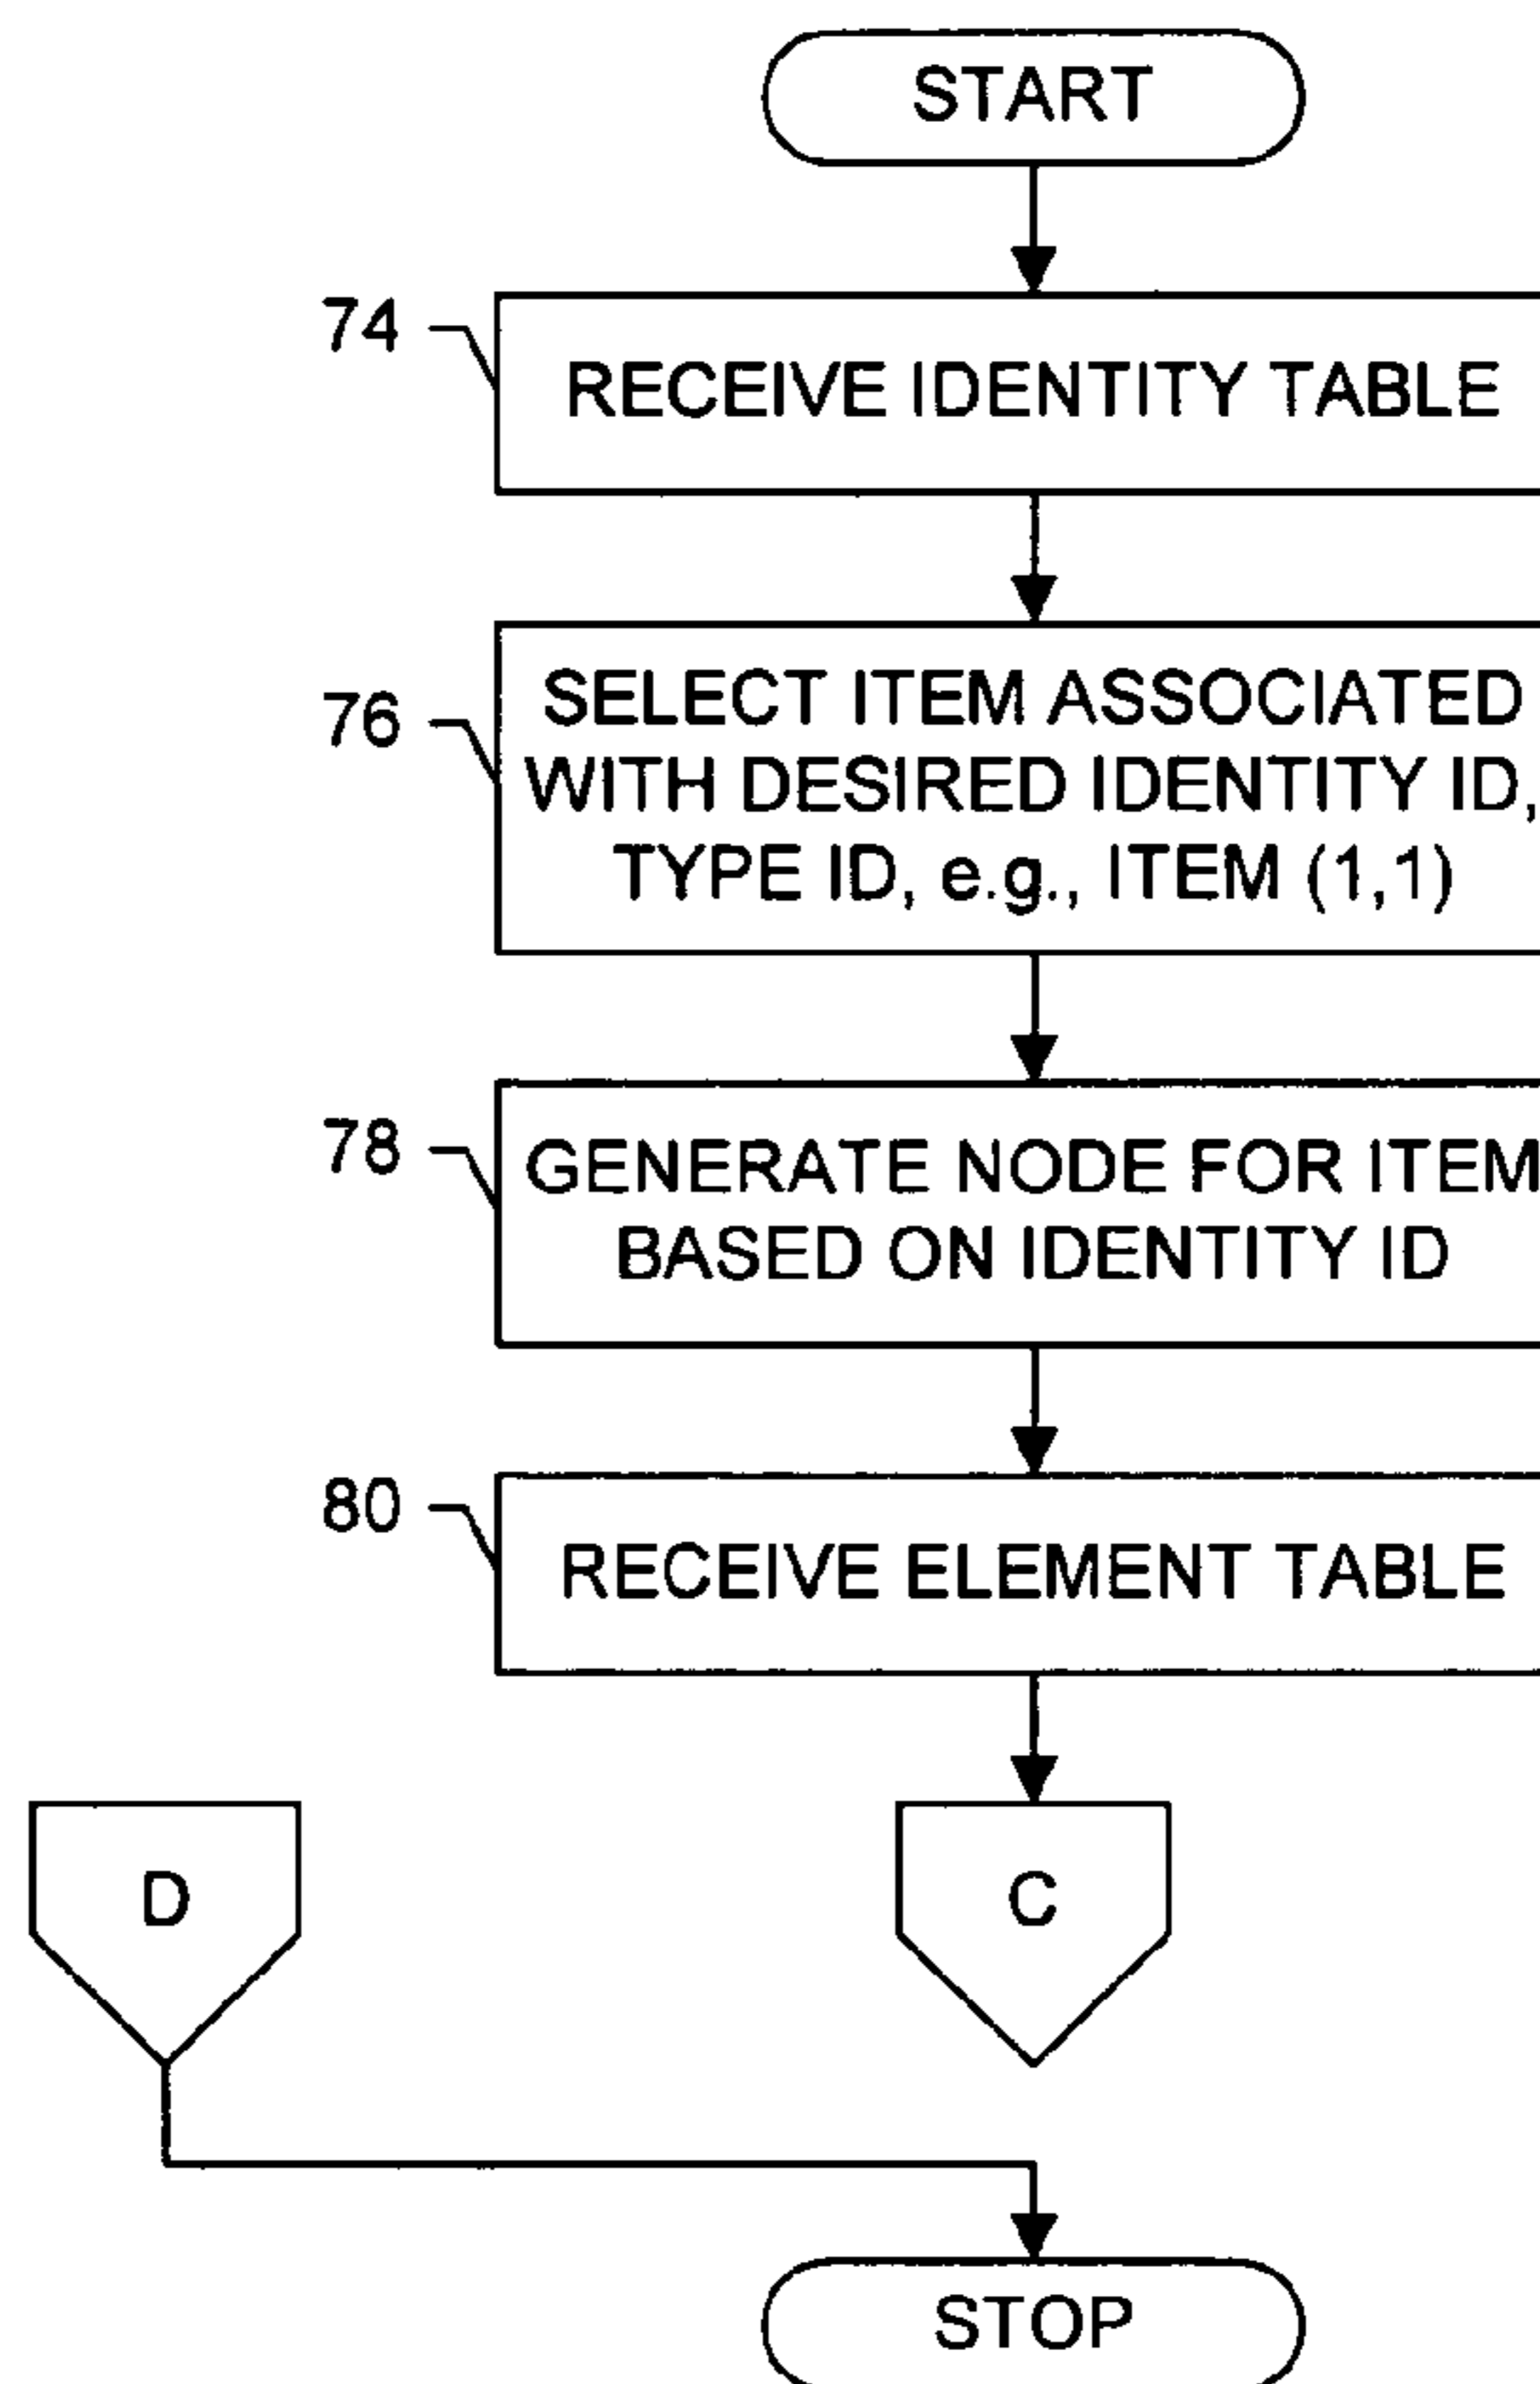 START
74
RECEIVE IDENTITY TABLE
76
SELECT ITEM ASSOCIATED
WITH DESIRED IDENTITY ID,
TYPE ID, e.g., ITEM (1,1)
78
GENERATE NODE FOR ITEM
BASED ON IDENTITY ID
80
RECEIVE ELEMENT TABLE
D
C
STOP